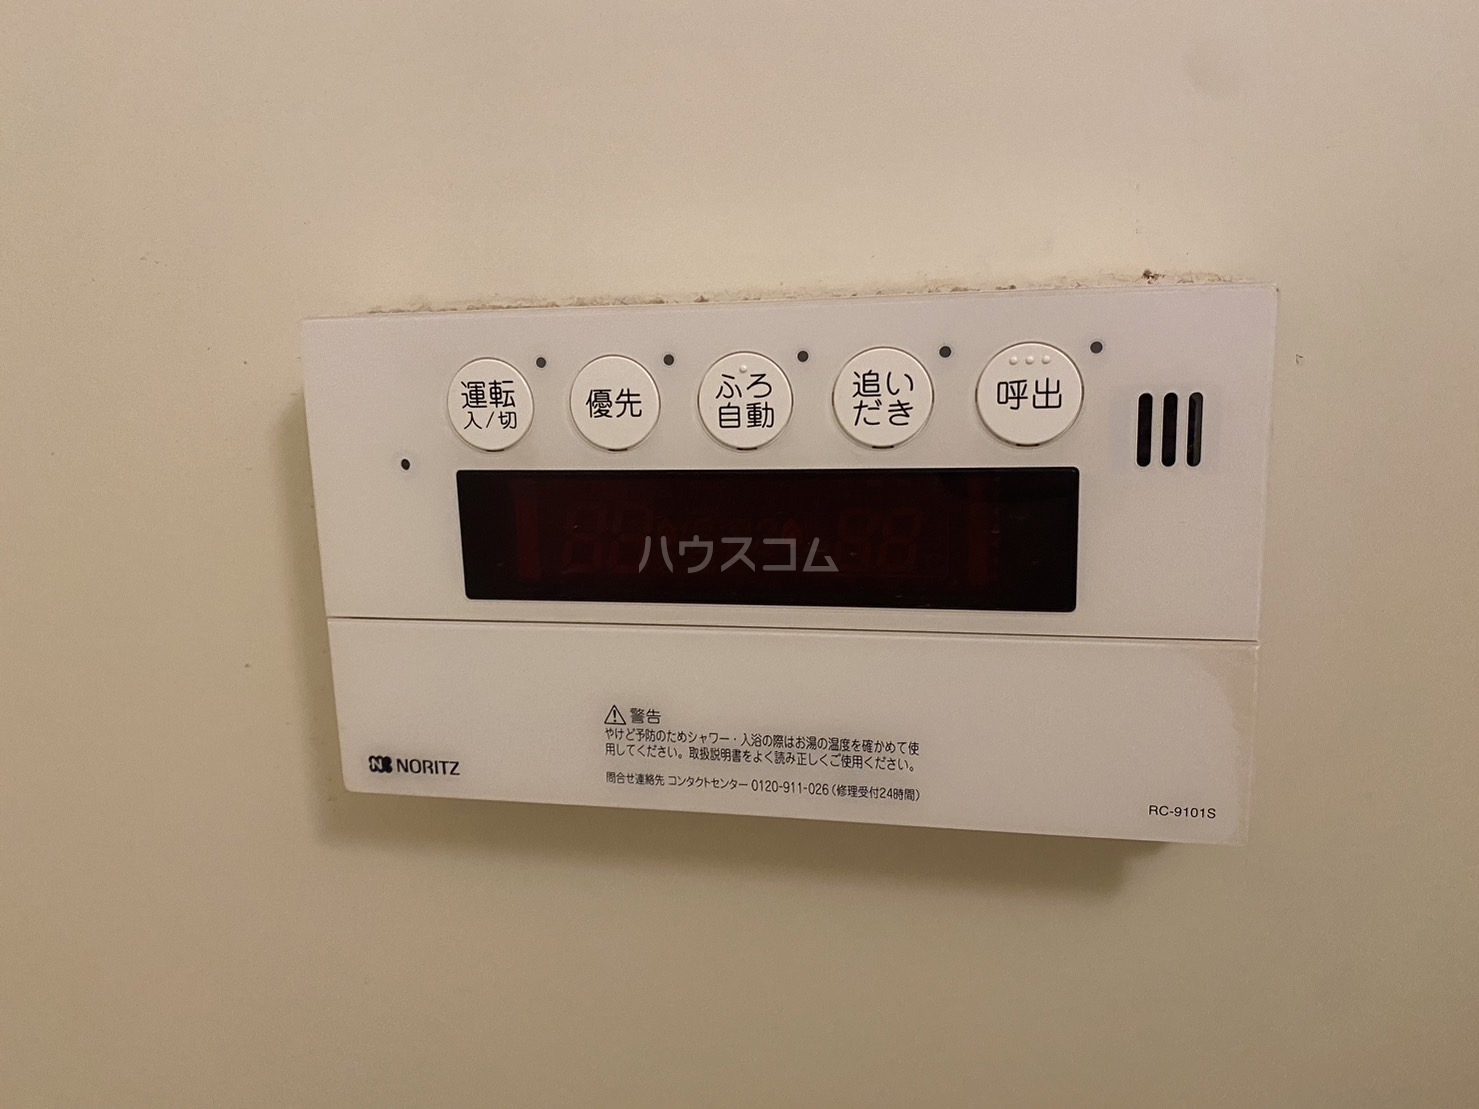 運転
入/切
優先
ふろ
自動
追い
だき
呼出
ハウスコム
⚠警告
やけど予防のためシャワー・入浴の際はお湯の温度を確かめて使
用してください。取扱説明書をよく読み正しくご使用ください。
問合せ連絡先 コンタクトセンター 0120-911-026(修理受付24時間)
NORITZ
RC-9101S